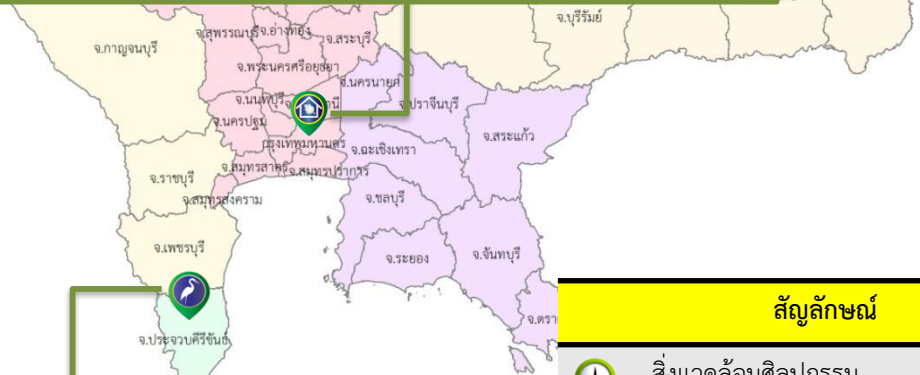 จ.บุรีรัมย์
จ.กาญจนบุรี
จ.สุพรรณบุรี
จ.อ่างทอง
จ.สระบุรี
จ.พระนครศรีอยุธยา
จ.นครนายก
จ.นนทบุรี
จ.ปราจีนบุรี
จ.นครปฐม
จ.สระแก้ว
กรุงเทพมหานคร
จ.ฉะเชิงเทรา
จ.สมุทรสาคร
จ.สมุทรปราการ
จ.ราชบุรี
จ.สมุทรสงคราม
จ.ชลบุรี
จ.เพชรบุรี
จ.ระยอง
จ.จันทบุรี
จ.ประจวบคีรีขันธ์
สัญลักษณ์